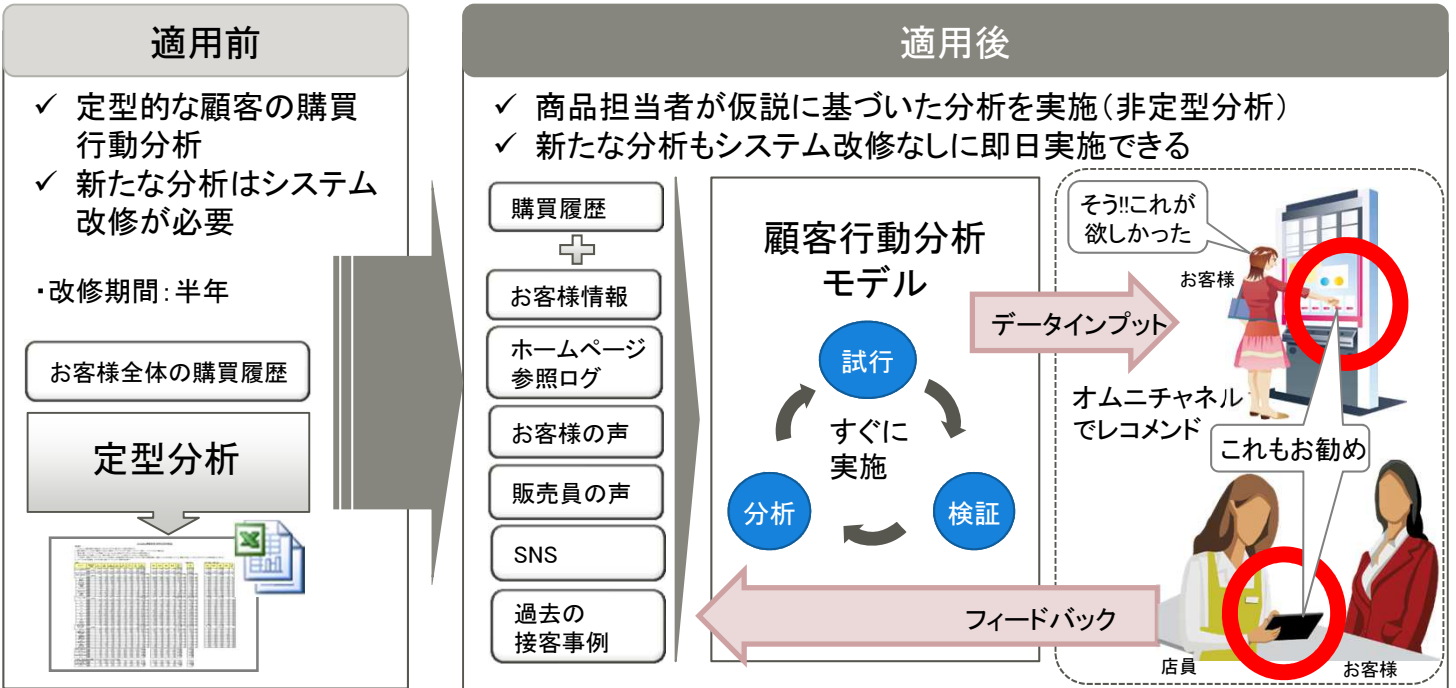 適用前
✓ 定型的な顧客の購買
行動分析
✓ 新たな分析はシステム
改修が必要
・改修期間：半年
お客様全体の購買履歴
定型分析
適用後
✓ 商品担当者が仮説に基づいた分析を実施（非定型分析）
✓ 新たな分析もシステム改修なしに即日実施できる
購買履歴
お客様情報
ホームページ
参照ログ
お客様の声
販売員の声
SNS
過去の
接客事例
顧客行動分析
モデル
試行
すぐに
実施
分析
検証
データインプット
フィードバック
そう!!これが
欲しかった
お客様
オムニチャネル
でレコメンド
これもお勧め
店員
お客様